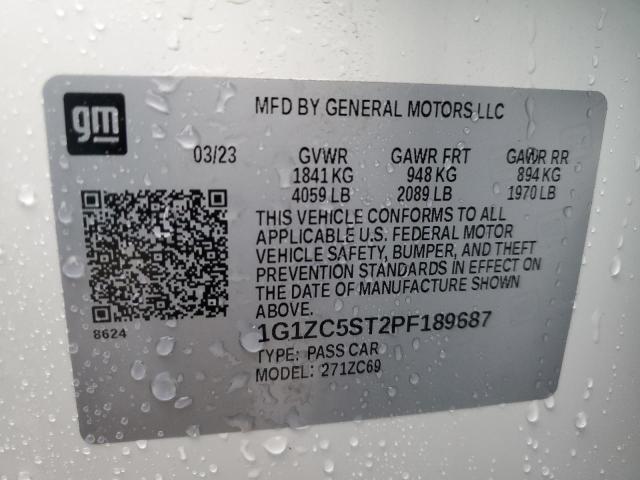 gm
MFD BY GENERAL MOTORS LLC
03/23 GVWR GAWR FRT GAWR RR
1841 KG 948 KG 894 KG
4059 LB 2089 LB 1970 LB
THIS VEHICLE CONFORMS TO ALL
APPLICABLE U.S. FEDERAL MOTOR
VEHICLE SAFETY, BUMPER, AND THEFT
PREVENTION STANDARDS IN EFFECT ON
THE DATE OF MANUFACTURE SHOWN
ABOVE.
8624
1G1ZC5ST2PF189687
TYPE: PASS CAR
MODEL: 271ZC69